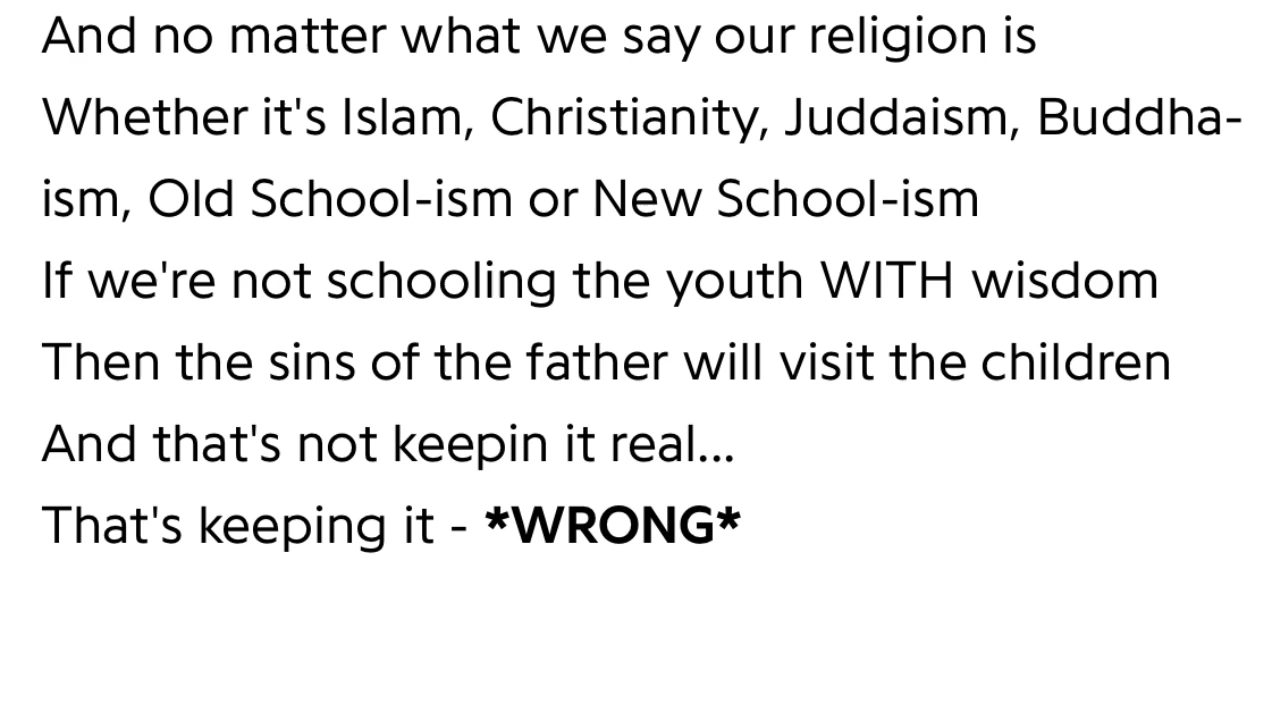 And no matter what we say our religion is
Whether it's Islam, Christianity, Juddaism, Buddha-
ism, Old School-ism or New School-ism
If we're not schooling the youth WITH wisdom
Then the sins of the father will visit the children
And that's not keepin it real...
That's keeping it - *WRONG*